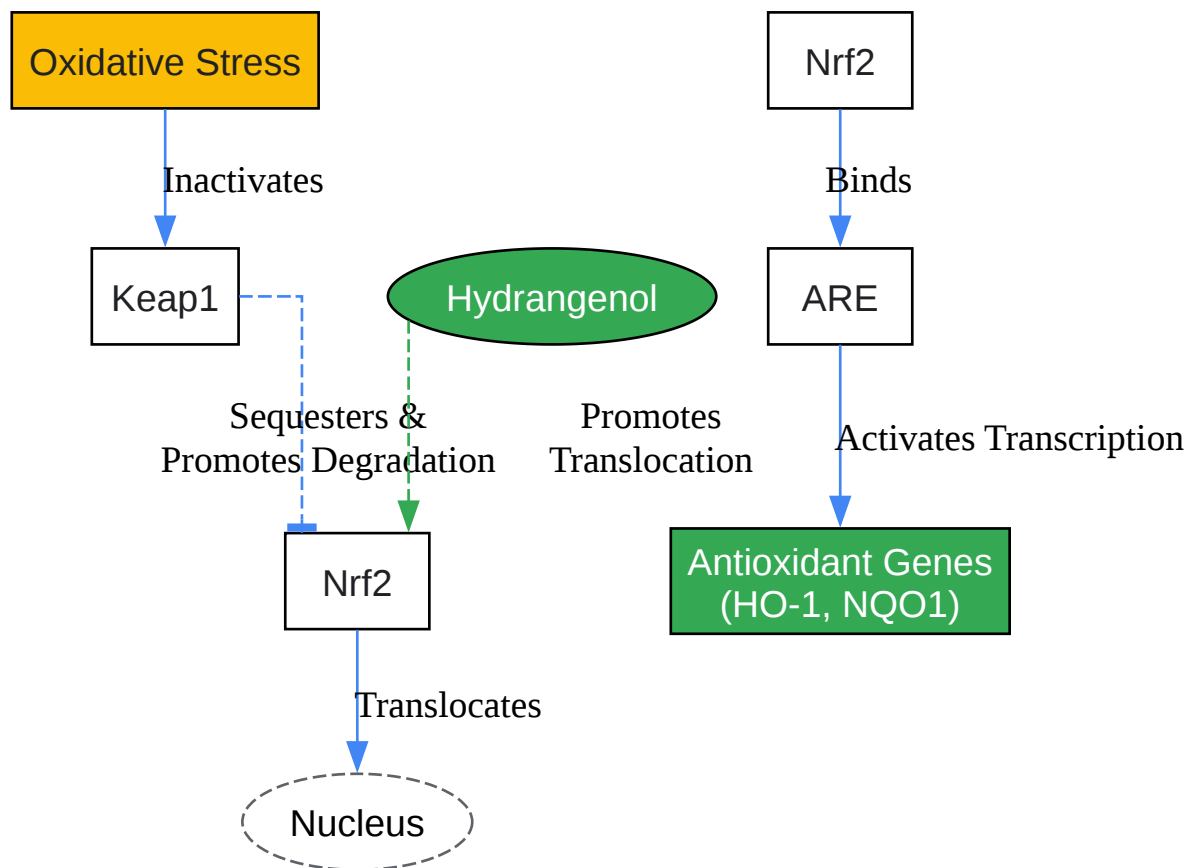 Oxidative Stress
Nrf2
Inactivates
Binds
Keap1
Hydrangenol
ARE
Sequesters &
Promotes Degradation
Promotes
Translocation
Activates Transcription
Nrf2
Antioxidant Genes
(HO-1, NQO1)
Translocates
Nucleus